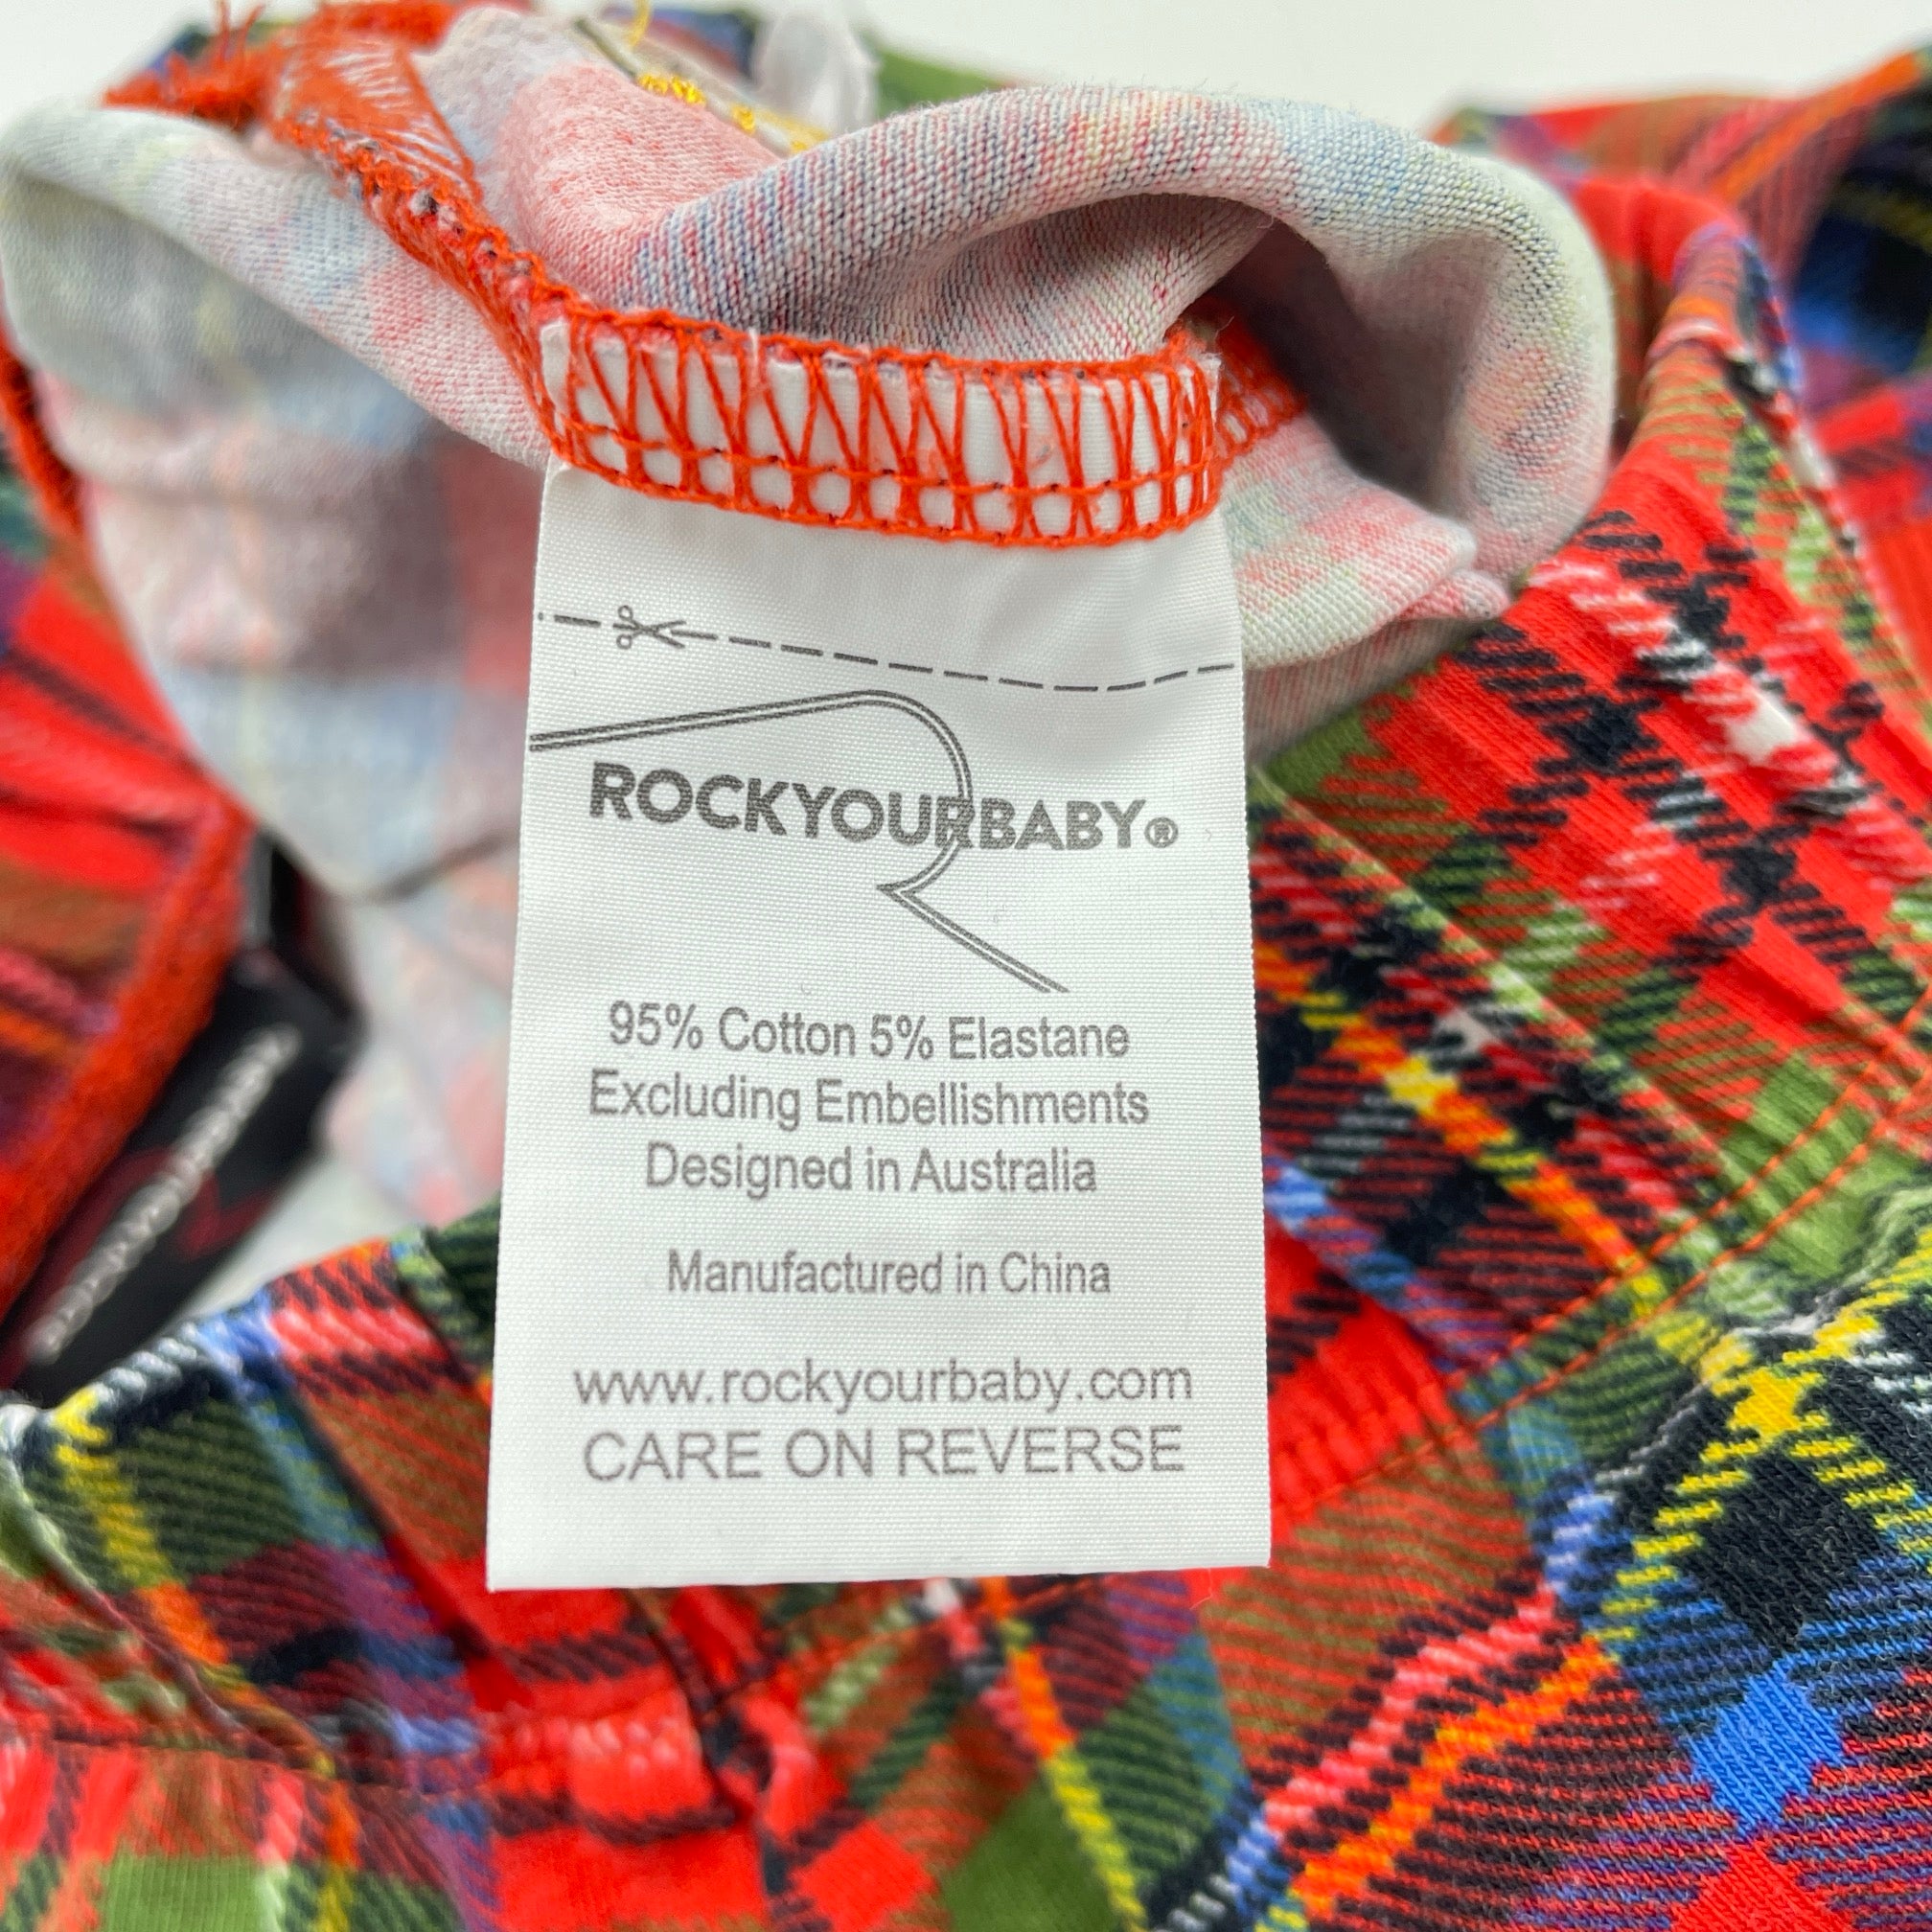 ROCKYOURBABY®
95% Cotton 5% Elastane
Excluding Embellishments
Designed in Australia
Manufactured in China
www.rockyourbaby.com
CARE ON REVERSE